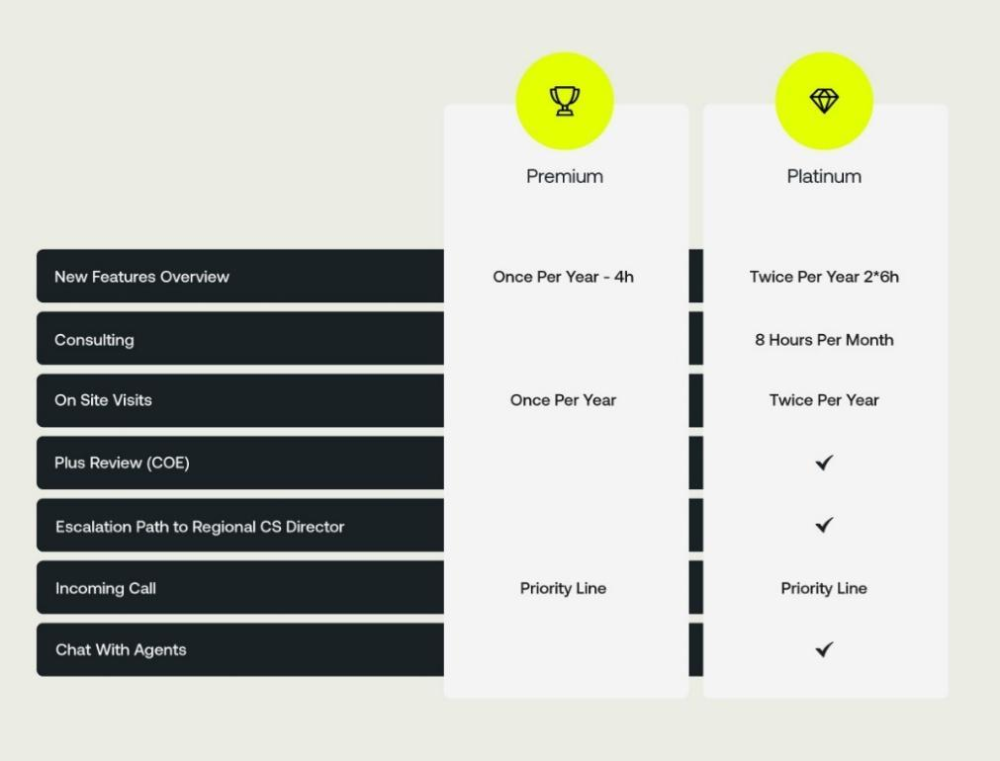 Premium
Platinum
New Features Overview
Once Per Year - 4h
Twice Per Year 2*6h
Consulting
8 Hours Per Month
On Site Visits
Once Per Year
Twice Per Year
Plus Review (COE)
Escalation Path to Regional CS Director
Incoming Call
Priority Line
Priority Line
Chat With Agents